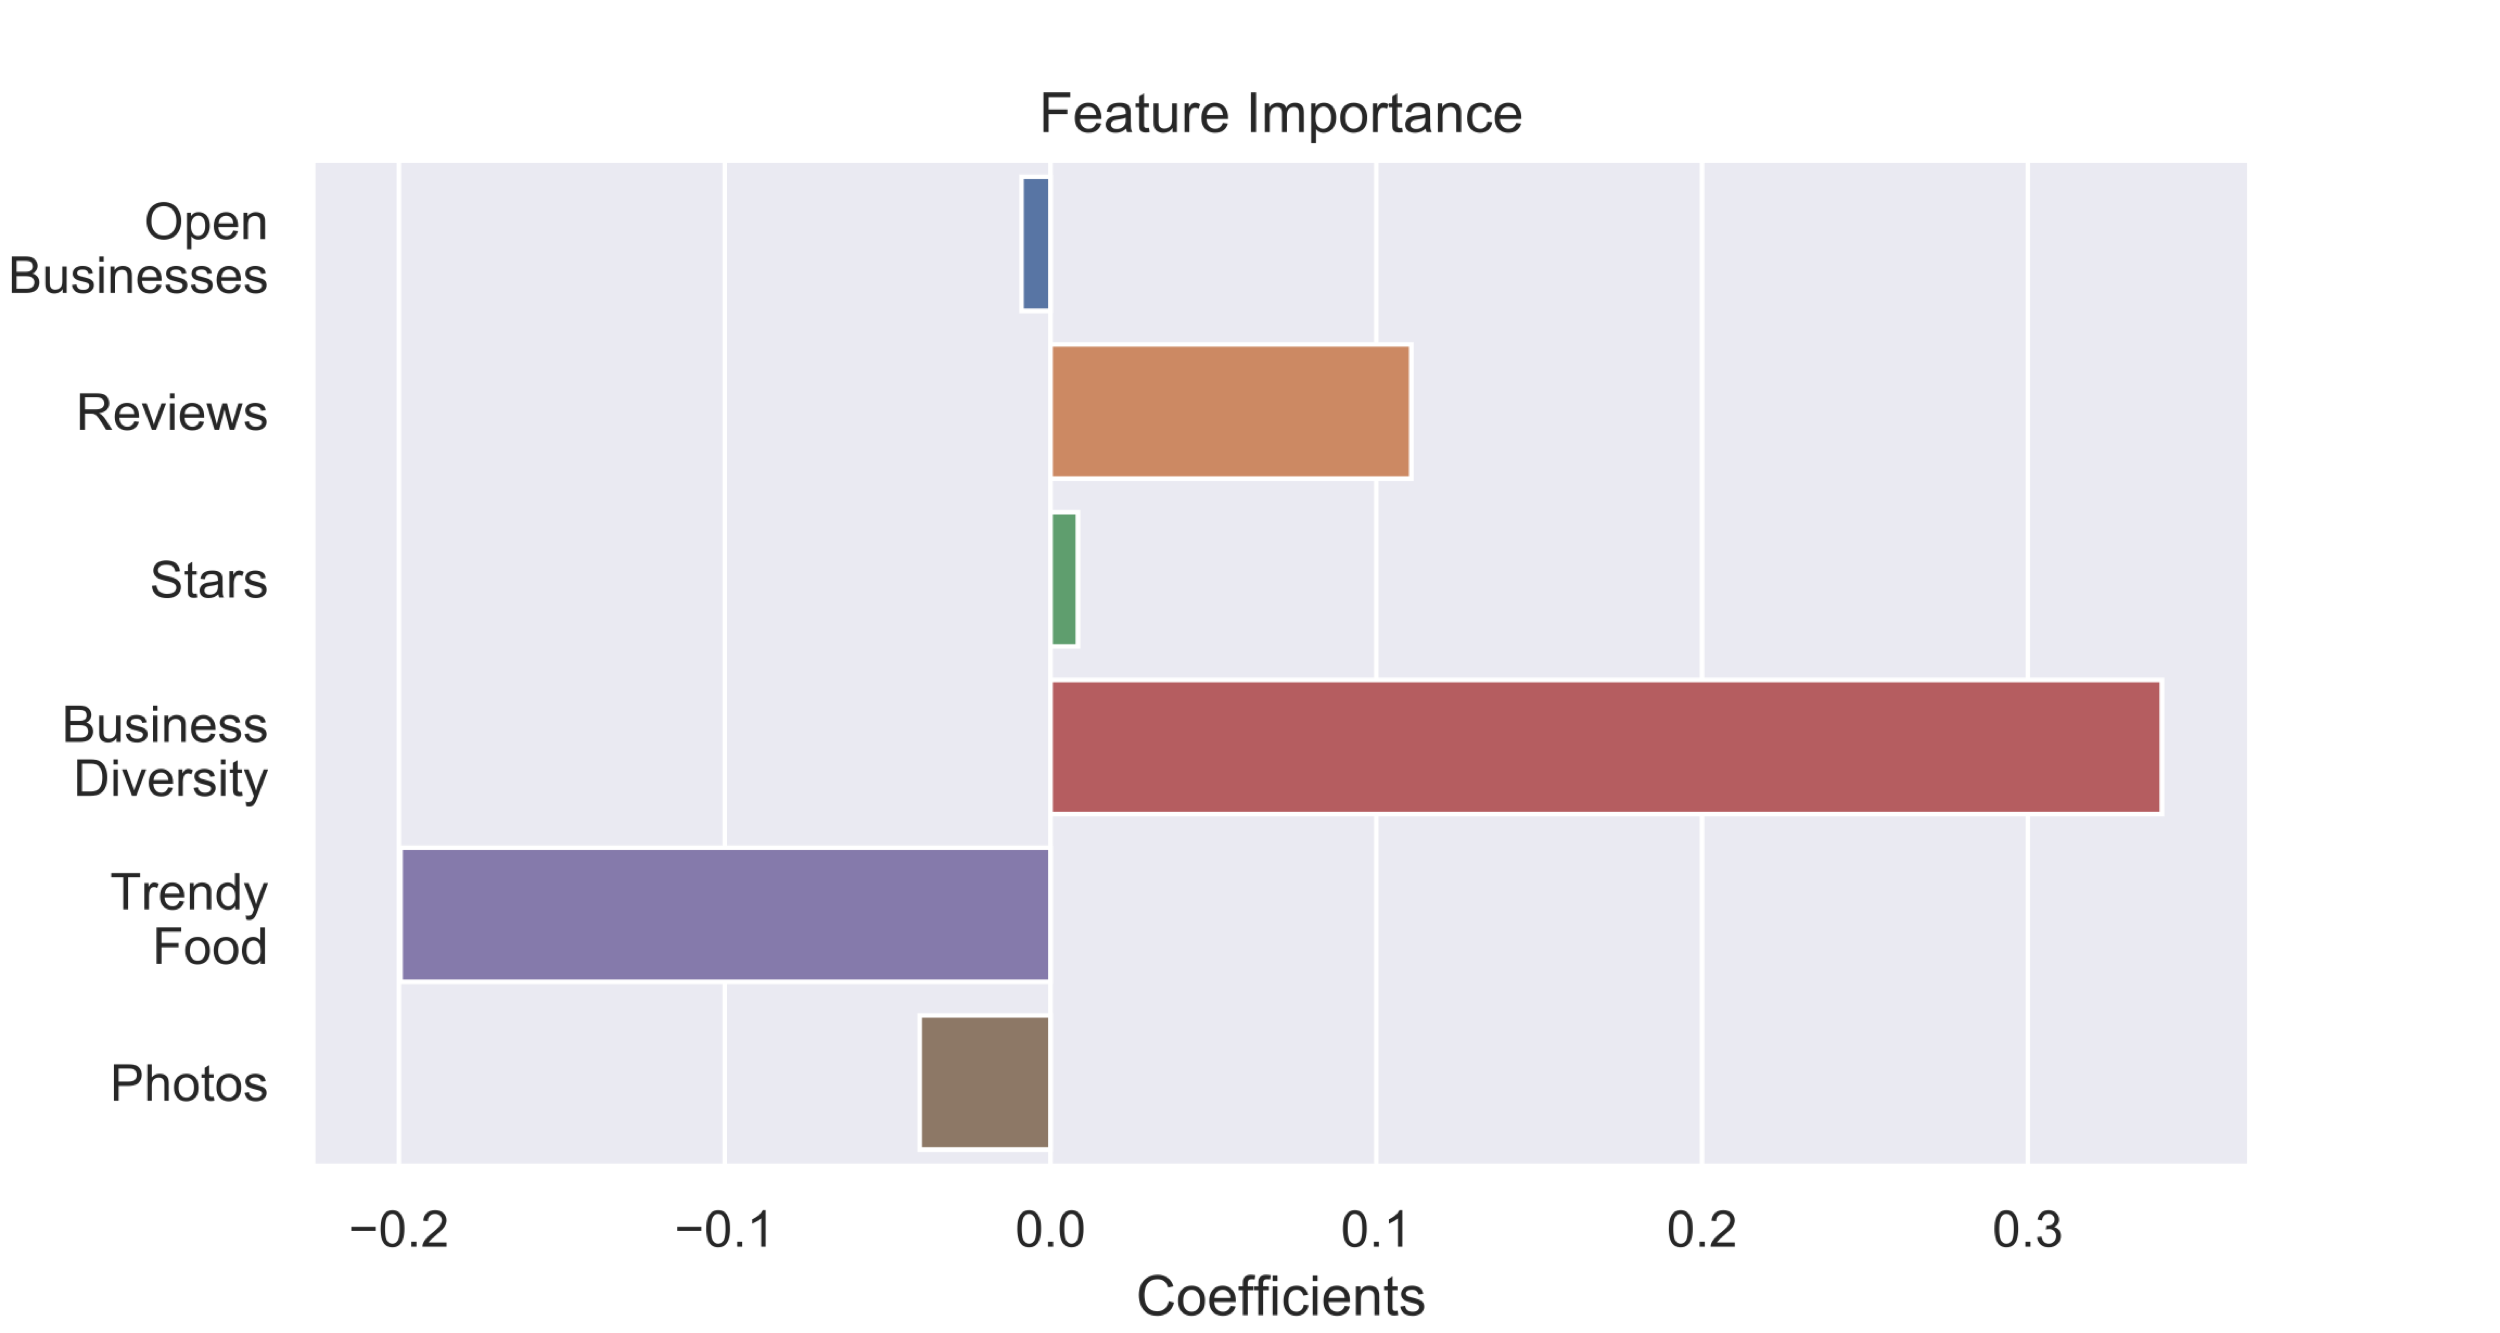 Feature Importance
Open
Businesses
Reviews
Stars
Business
Diversity
Trendy
Food
Photos
−0.2 −0.1 0.0 0.1 0.2 0.3
Coefficients